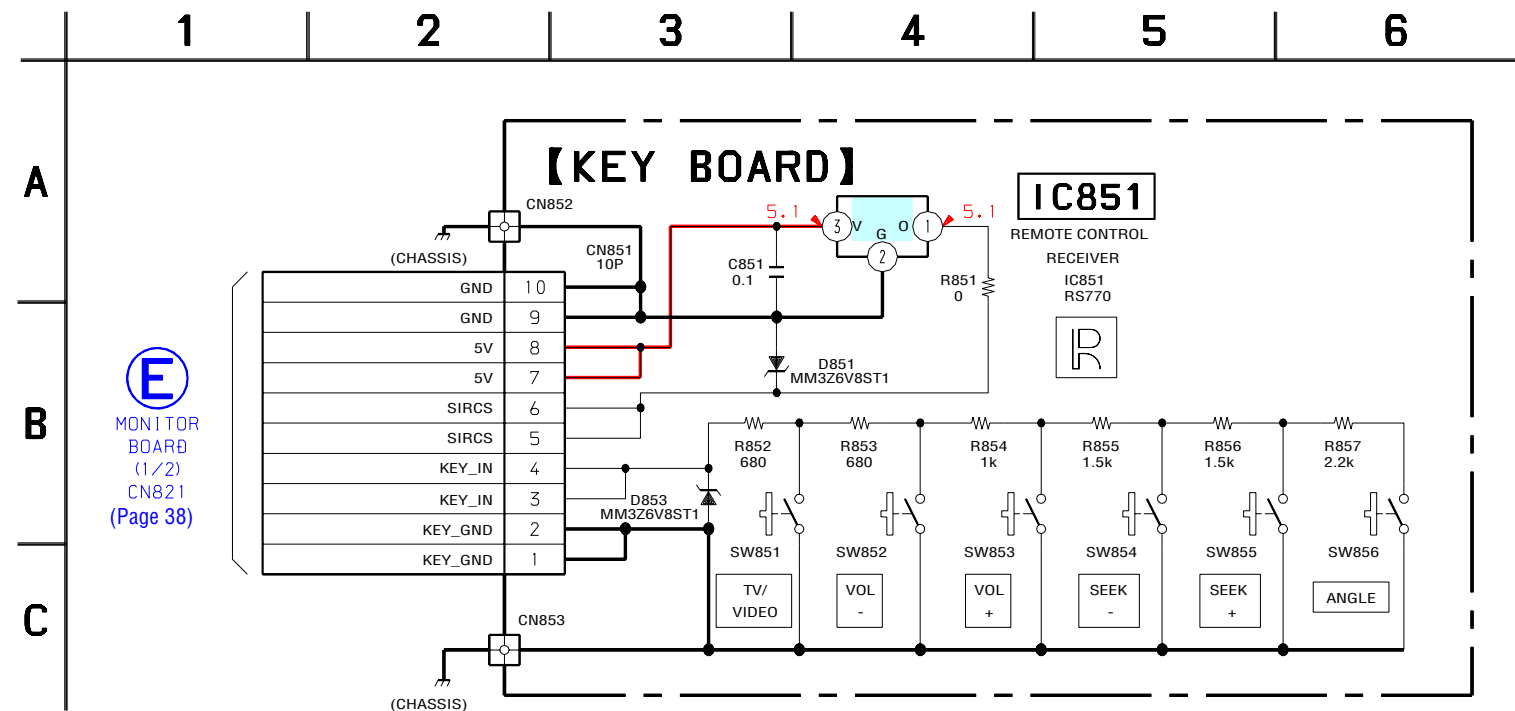 1 2 3 4 5 6
A
B
C
【KEY BOARD】
CN852
(CHASSIS)
CN851
10P
5.1
3 V
G
O 1
2
5.1
IC851
REMOTE CONTROL
RECEIVER
IC851
RS770
R
C851
0.1
R851
0
GND 10
GND 9
5V 8
5V 7
SIRCS 6
SIRCS 5
KEY_IN 4
KEY_IN 3
KEY_GND 2
KEY_GND 1
E
MONITOR
BOARD
(1/2)
CN821
(Page 38)
D851
MM3Z6V8ST1
D853
MM3Z6V8ST1
R852
680
R853
680
R854
1k
R855
1.5k
R856
1.5k
R857
2.2k
SW851
SW852
SW853
SW854
SW855
SW856
TV/
VIDEO
VOL
-
VOL
+
SEEK
-
SEEK
+
ANGLE
CN853
(CHASSIS)